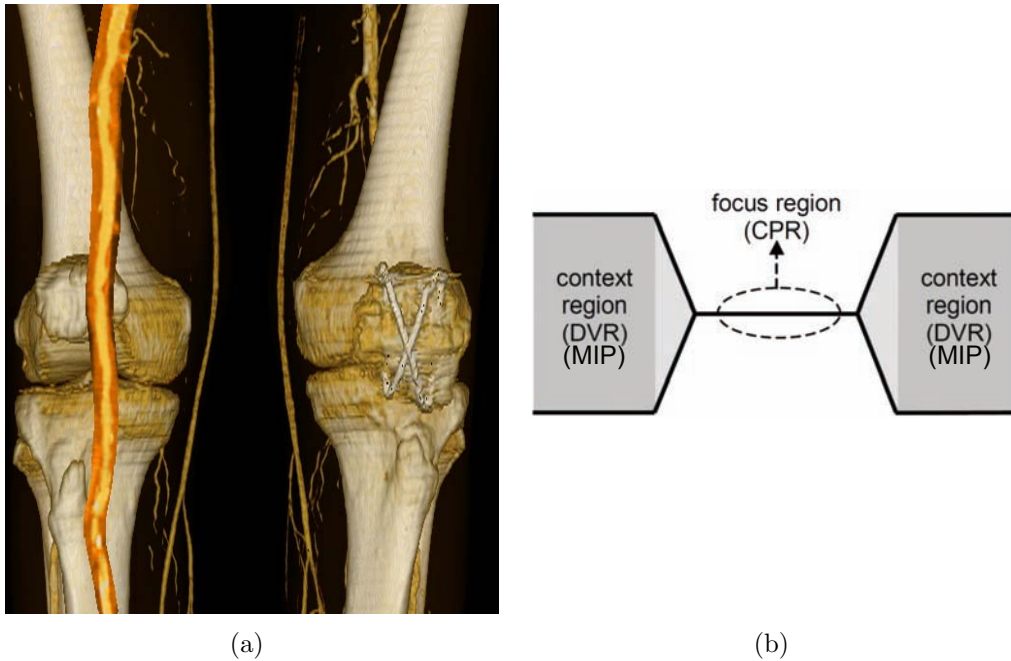 focus region
(CPR)
context
region
(DVR)
(MIP)
context
region
(DVR)
(MIP)
(a)
(b)